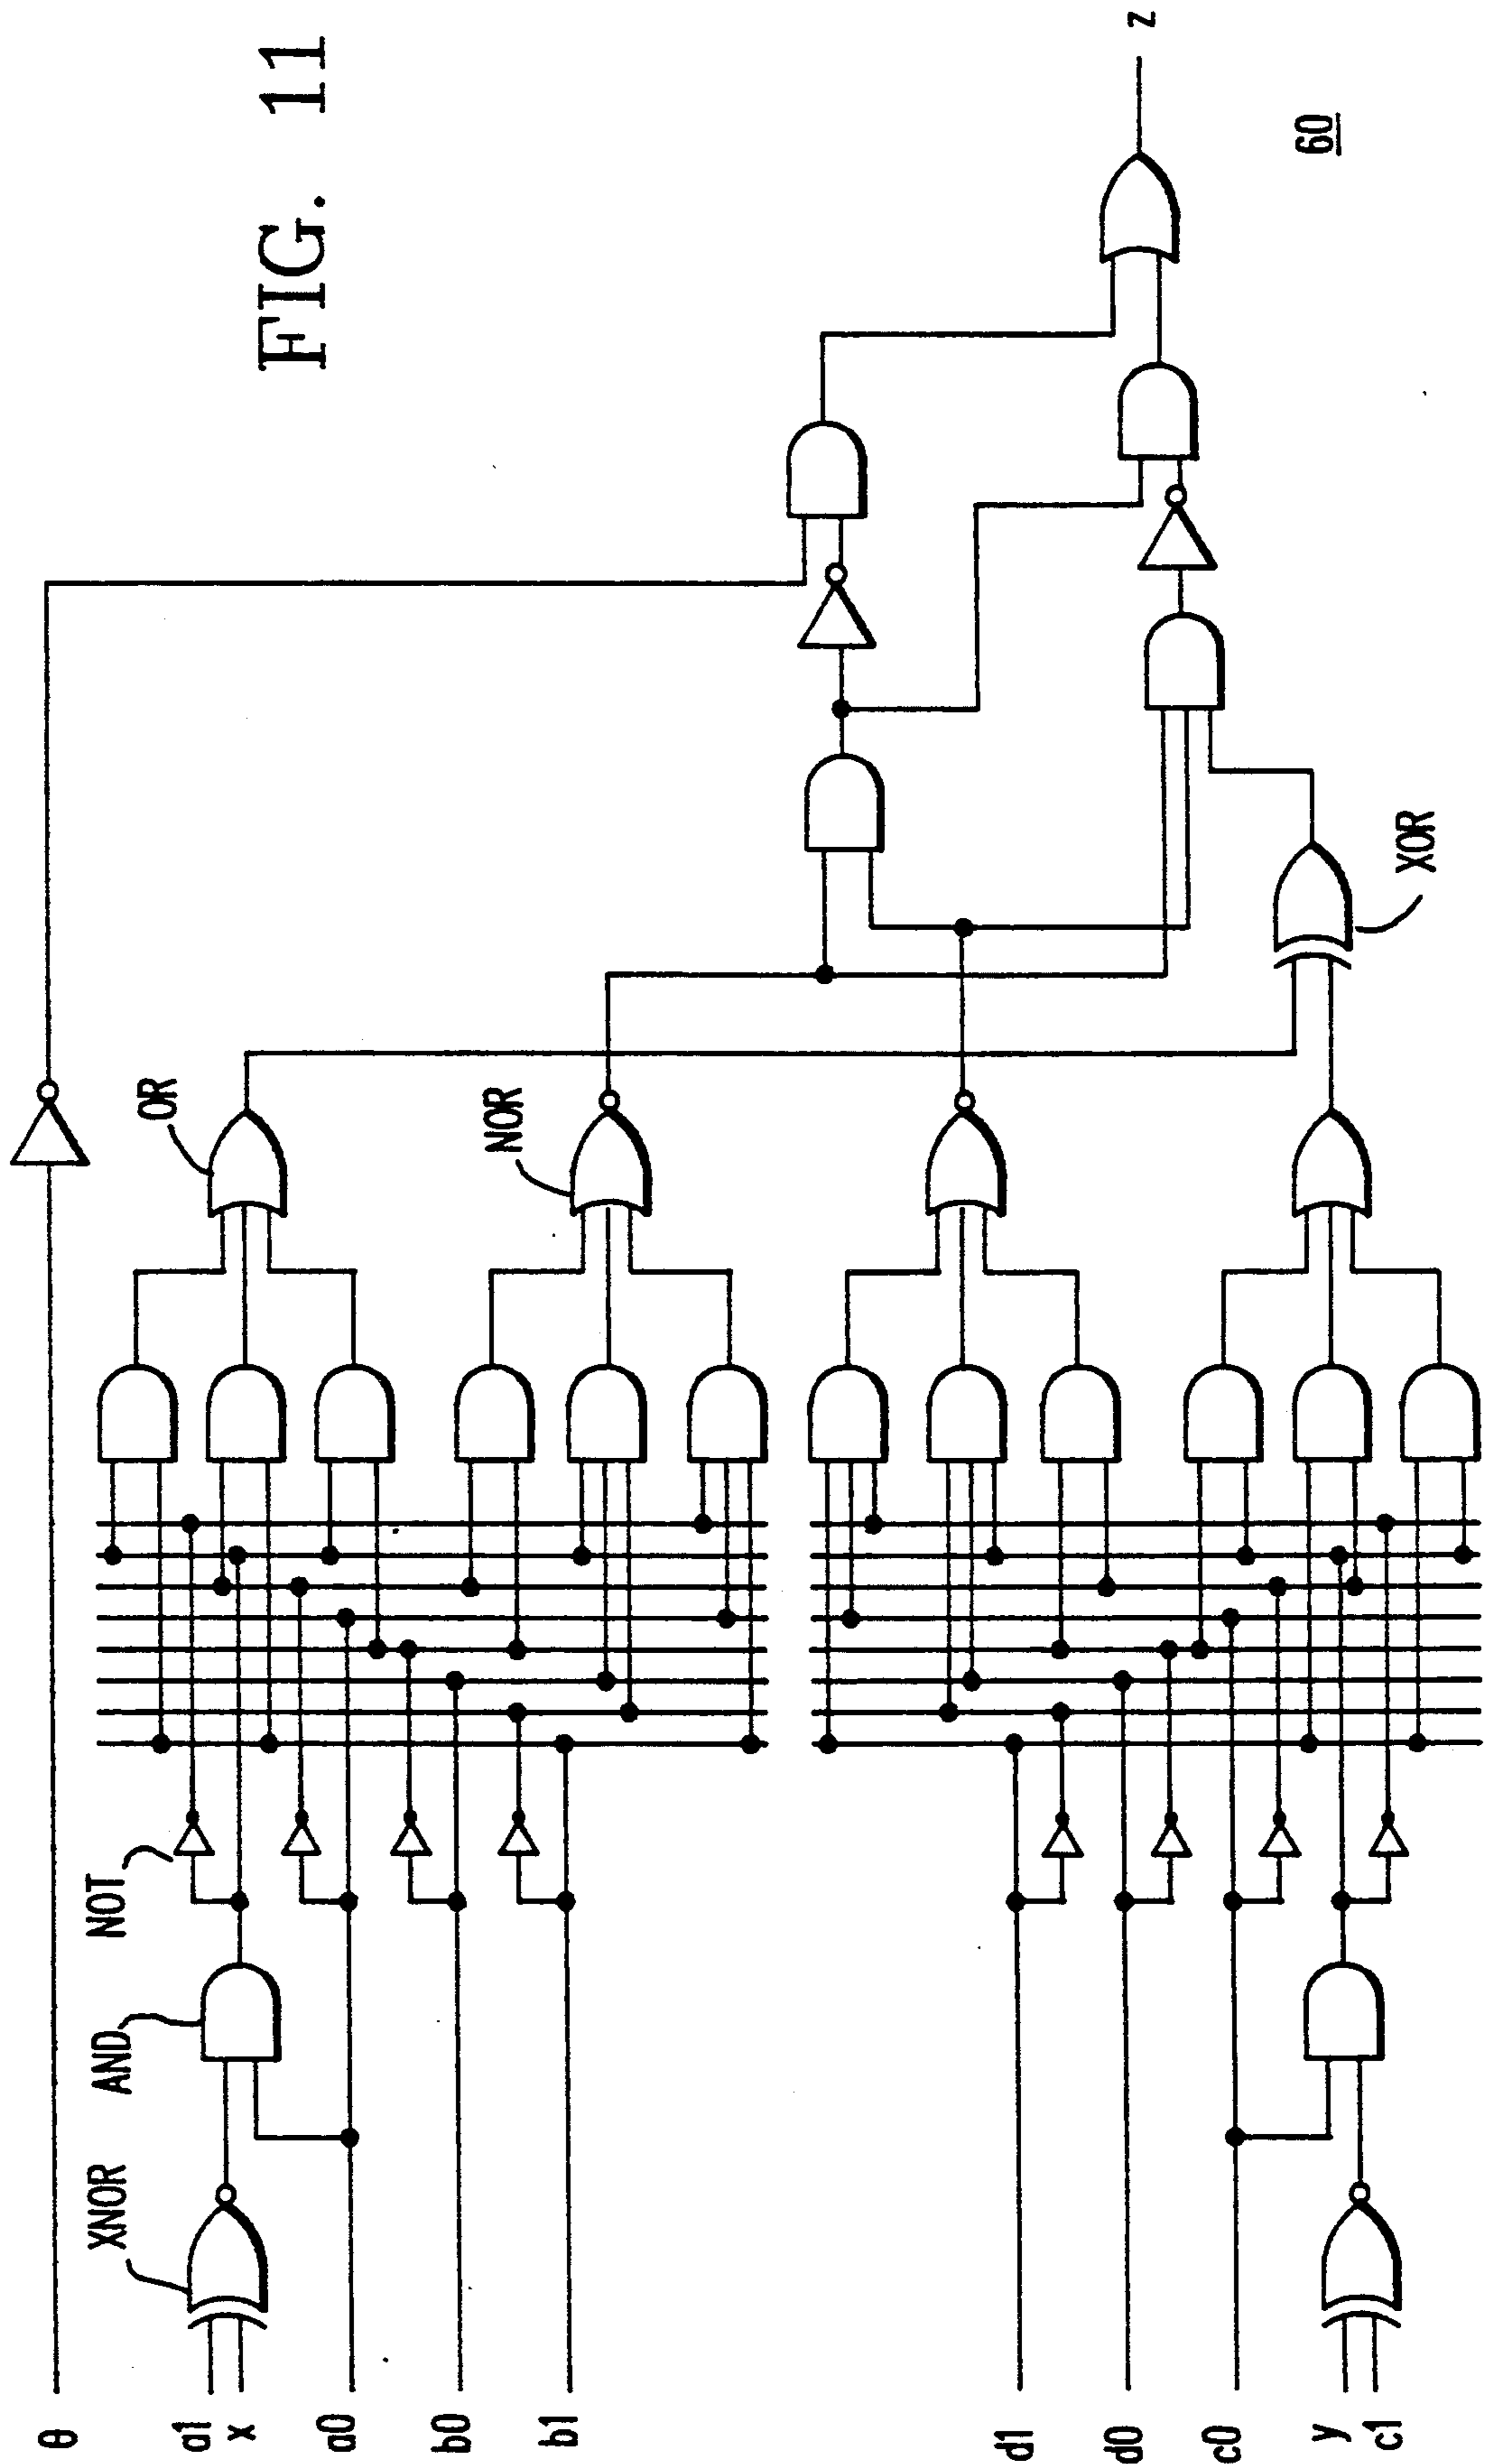 FIG. 11
θ
a1
x
a0
b0
b1
d1
d0
c0
y
c1
XNOR
AND
NOT
OR
NOR
XOR
z
60